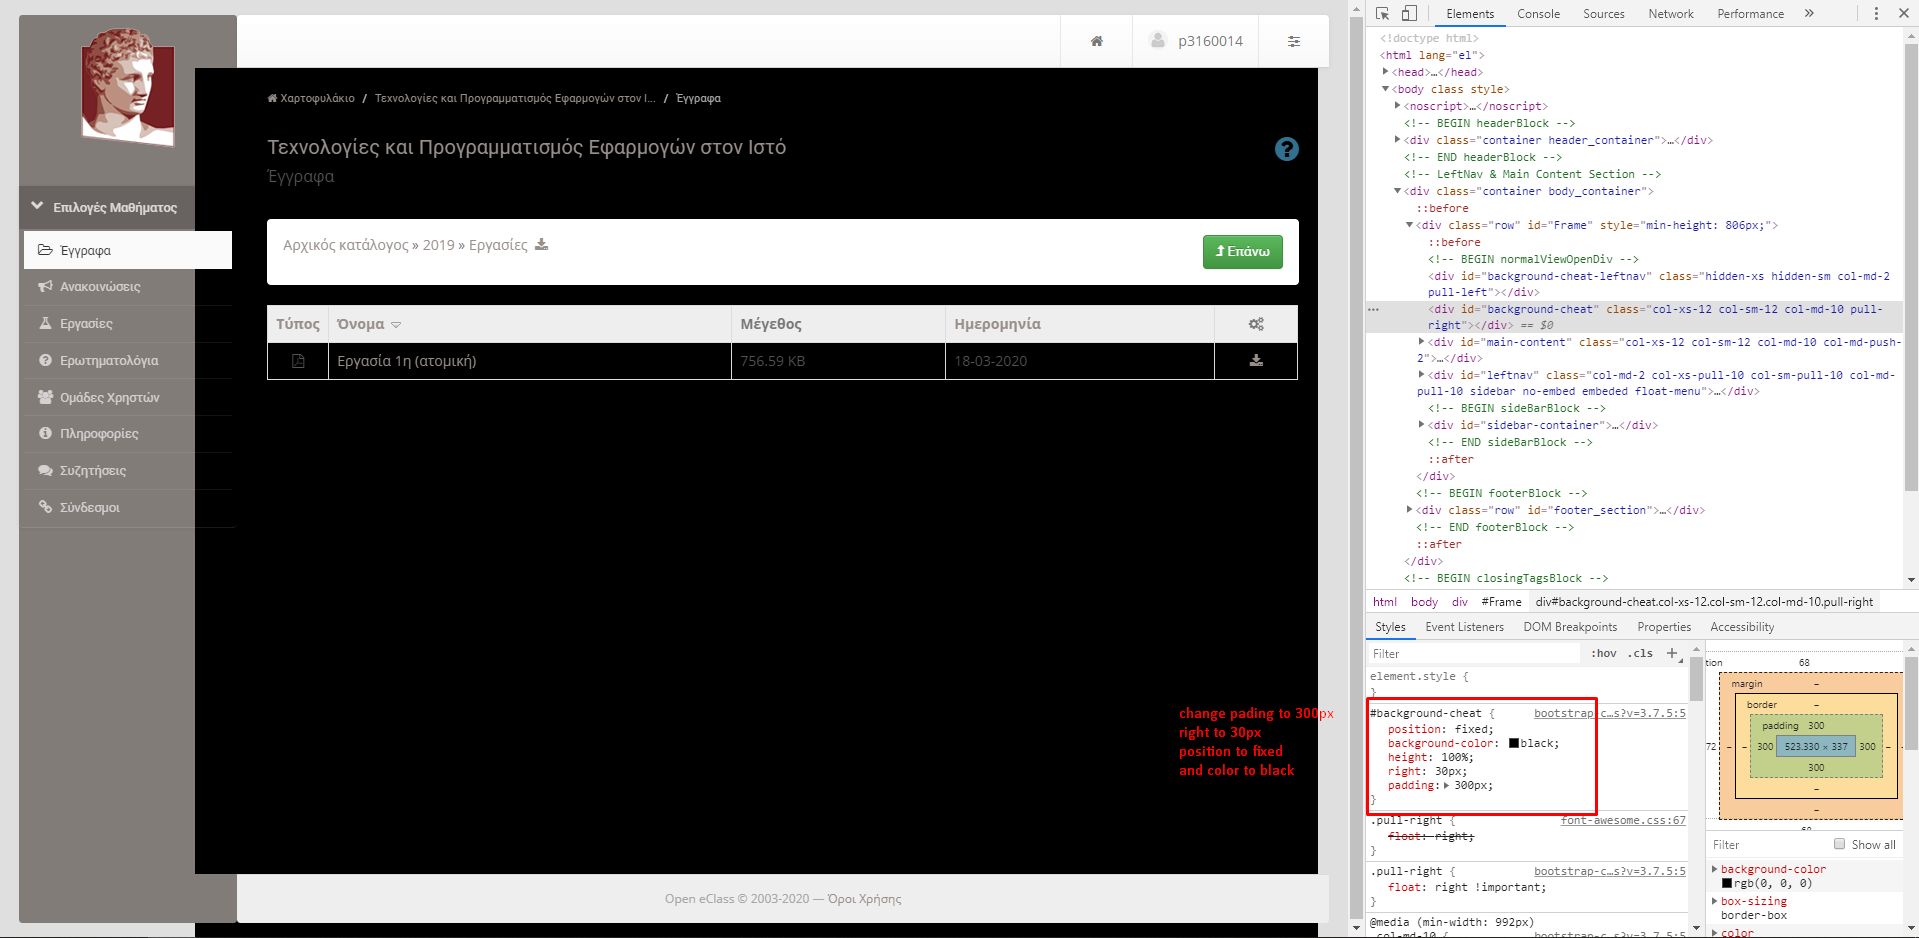 p3160014
Χαρτοφυλάκιο / Τεχνολογίες και Προγραμματισμός Εφαρμογών στον Ι... / Έγγραφα
Τεχνολογίες και Προγραμματισμός Εφαρμογών στον Ιστό
Έγγραφα
Επιλογές Μαθήματος
Έγγραφα
Ανακοινώσεις
Εργασίες
Ερωτηματολόγια
Ομάδες Χρηστών
Πληροφορίες
Συζητήσεις
Σύνδεσμοι
Αρχικός κατάλογος » 2019 » Εργασίες
Επάνω
Τύπος Όνομα Μέγεθος Ημερομηνία
Εργασία 1η (ατομική) 756.59 KB 18-03-2020
change pading to 300px
right to 30px
position to fixed
and color to black
Open eClass © 2003-2020 — Όροι Χρήσης
Elements Console Sources Network Performance »
<!doctype html>
<html lang="el">
<head>…</head>
<body class style>
<noscript>…</noscript>
<!-- BEGIN headerBlock -->
<div class="container header_container">…</div>
<!-- END headerBlock -->
<!-- LeftNav & Main Content Section -->
<div class="container body_container">
::before
<div class="row" id="Frame" style="min-height: 806px;">
::before
<!-- BEGIN normalViewOpenDiv -->
<div id="background-cheat-leftnav" class="hidden-xs hidden-sm col-md-2
pull-left"></div>
<div id="background-cheat" class="col-xs-12 col-sm-12 col-md-10 pull-
right"></div> == $0
<div id="main-content" class="col-xs-12 col-sm-12 col-md-10 col-md-push-
2">…</div>
<div id="leftnav" class="col-md-2 col-xs-pull-10 col-sm-pull-10 col-md-
pull-10 sidebar no-embed embeded float-menu">…</div>
<!-- BEGIN sideBarBlock -->
<div id="sidebar-container">…</div>
<!-- END sideBarBlock -->
::after
</div>
<!-- BEGIN footerBlock -->
<div class="row" id="footer_section">…</div>
<!-- END footerBlock -->
::after
</div>
<!-- BEGIN closingTagsBlock -->
html body div #Frame div#background-cheat.col-xs-12.col-sm-12.col-md-10.pull-right
Styles Event Listeners DOM Breakpoints Properties Accessibility
Filter :hov .cls +
element.style {
}
#background-cheat { bootstrap-c…s?v=3.7.5:5
position: fixed;
background-color: black;
height: 100%;
right: 30px;
padding: 300px;
}
.pull-right { font-awesome.css:67
float: right;
}
.pull-right { bootstrap-c…s?v=3.7.5:5
float: right !important;
}
@media (min-width: 992px)
.col-md-10 { bootstrap-c…s?v=3.7.5:5
tion 68
margin –
border –
padding 300
72 – – 300 523.330 × 337 300 – –
300
–
–
68
Filter Show all
background-color
rgb(0, 0, 0)
box-sizing
border-box
color